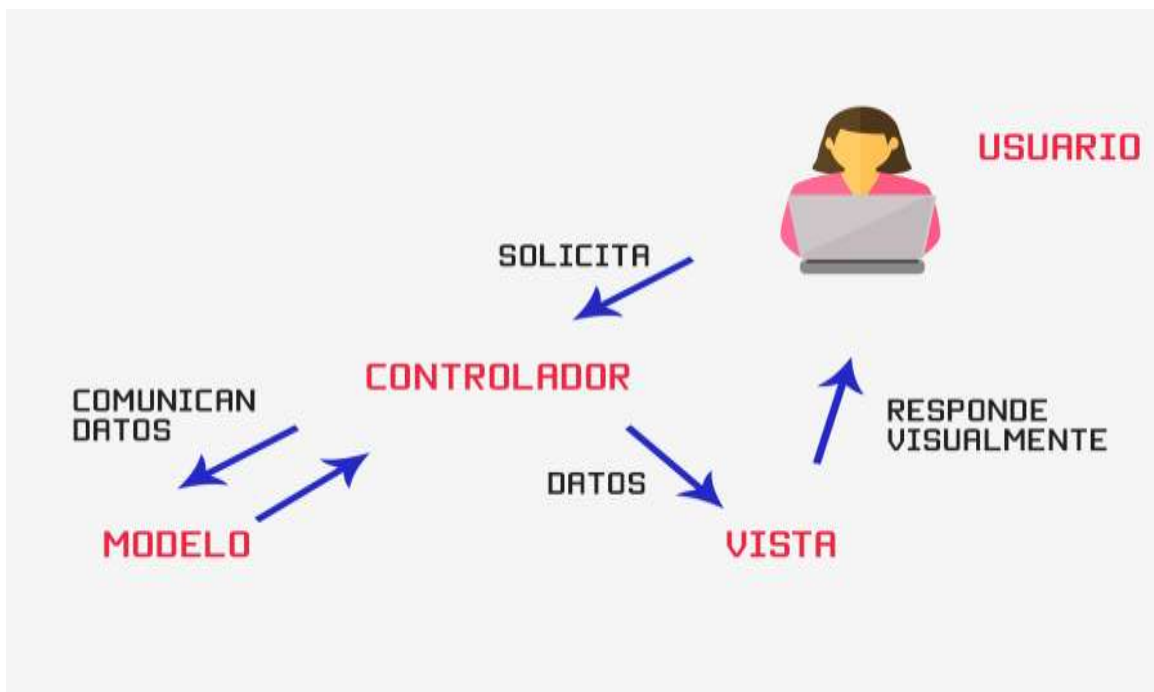 USUARIO
SOLICITA
CONTROLADOR
COMUNICAN
DATOS
RESPONDE
VISUALMENTE
DATOS
MODELO
VISTA